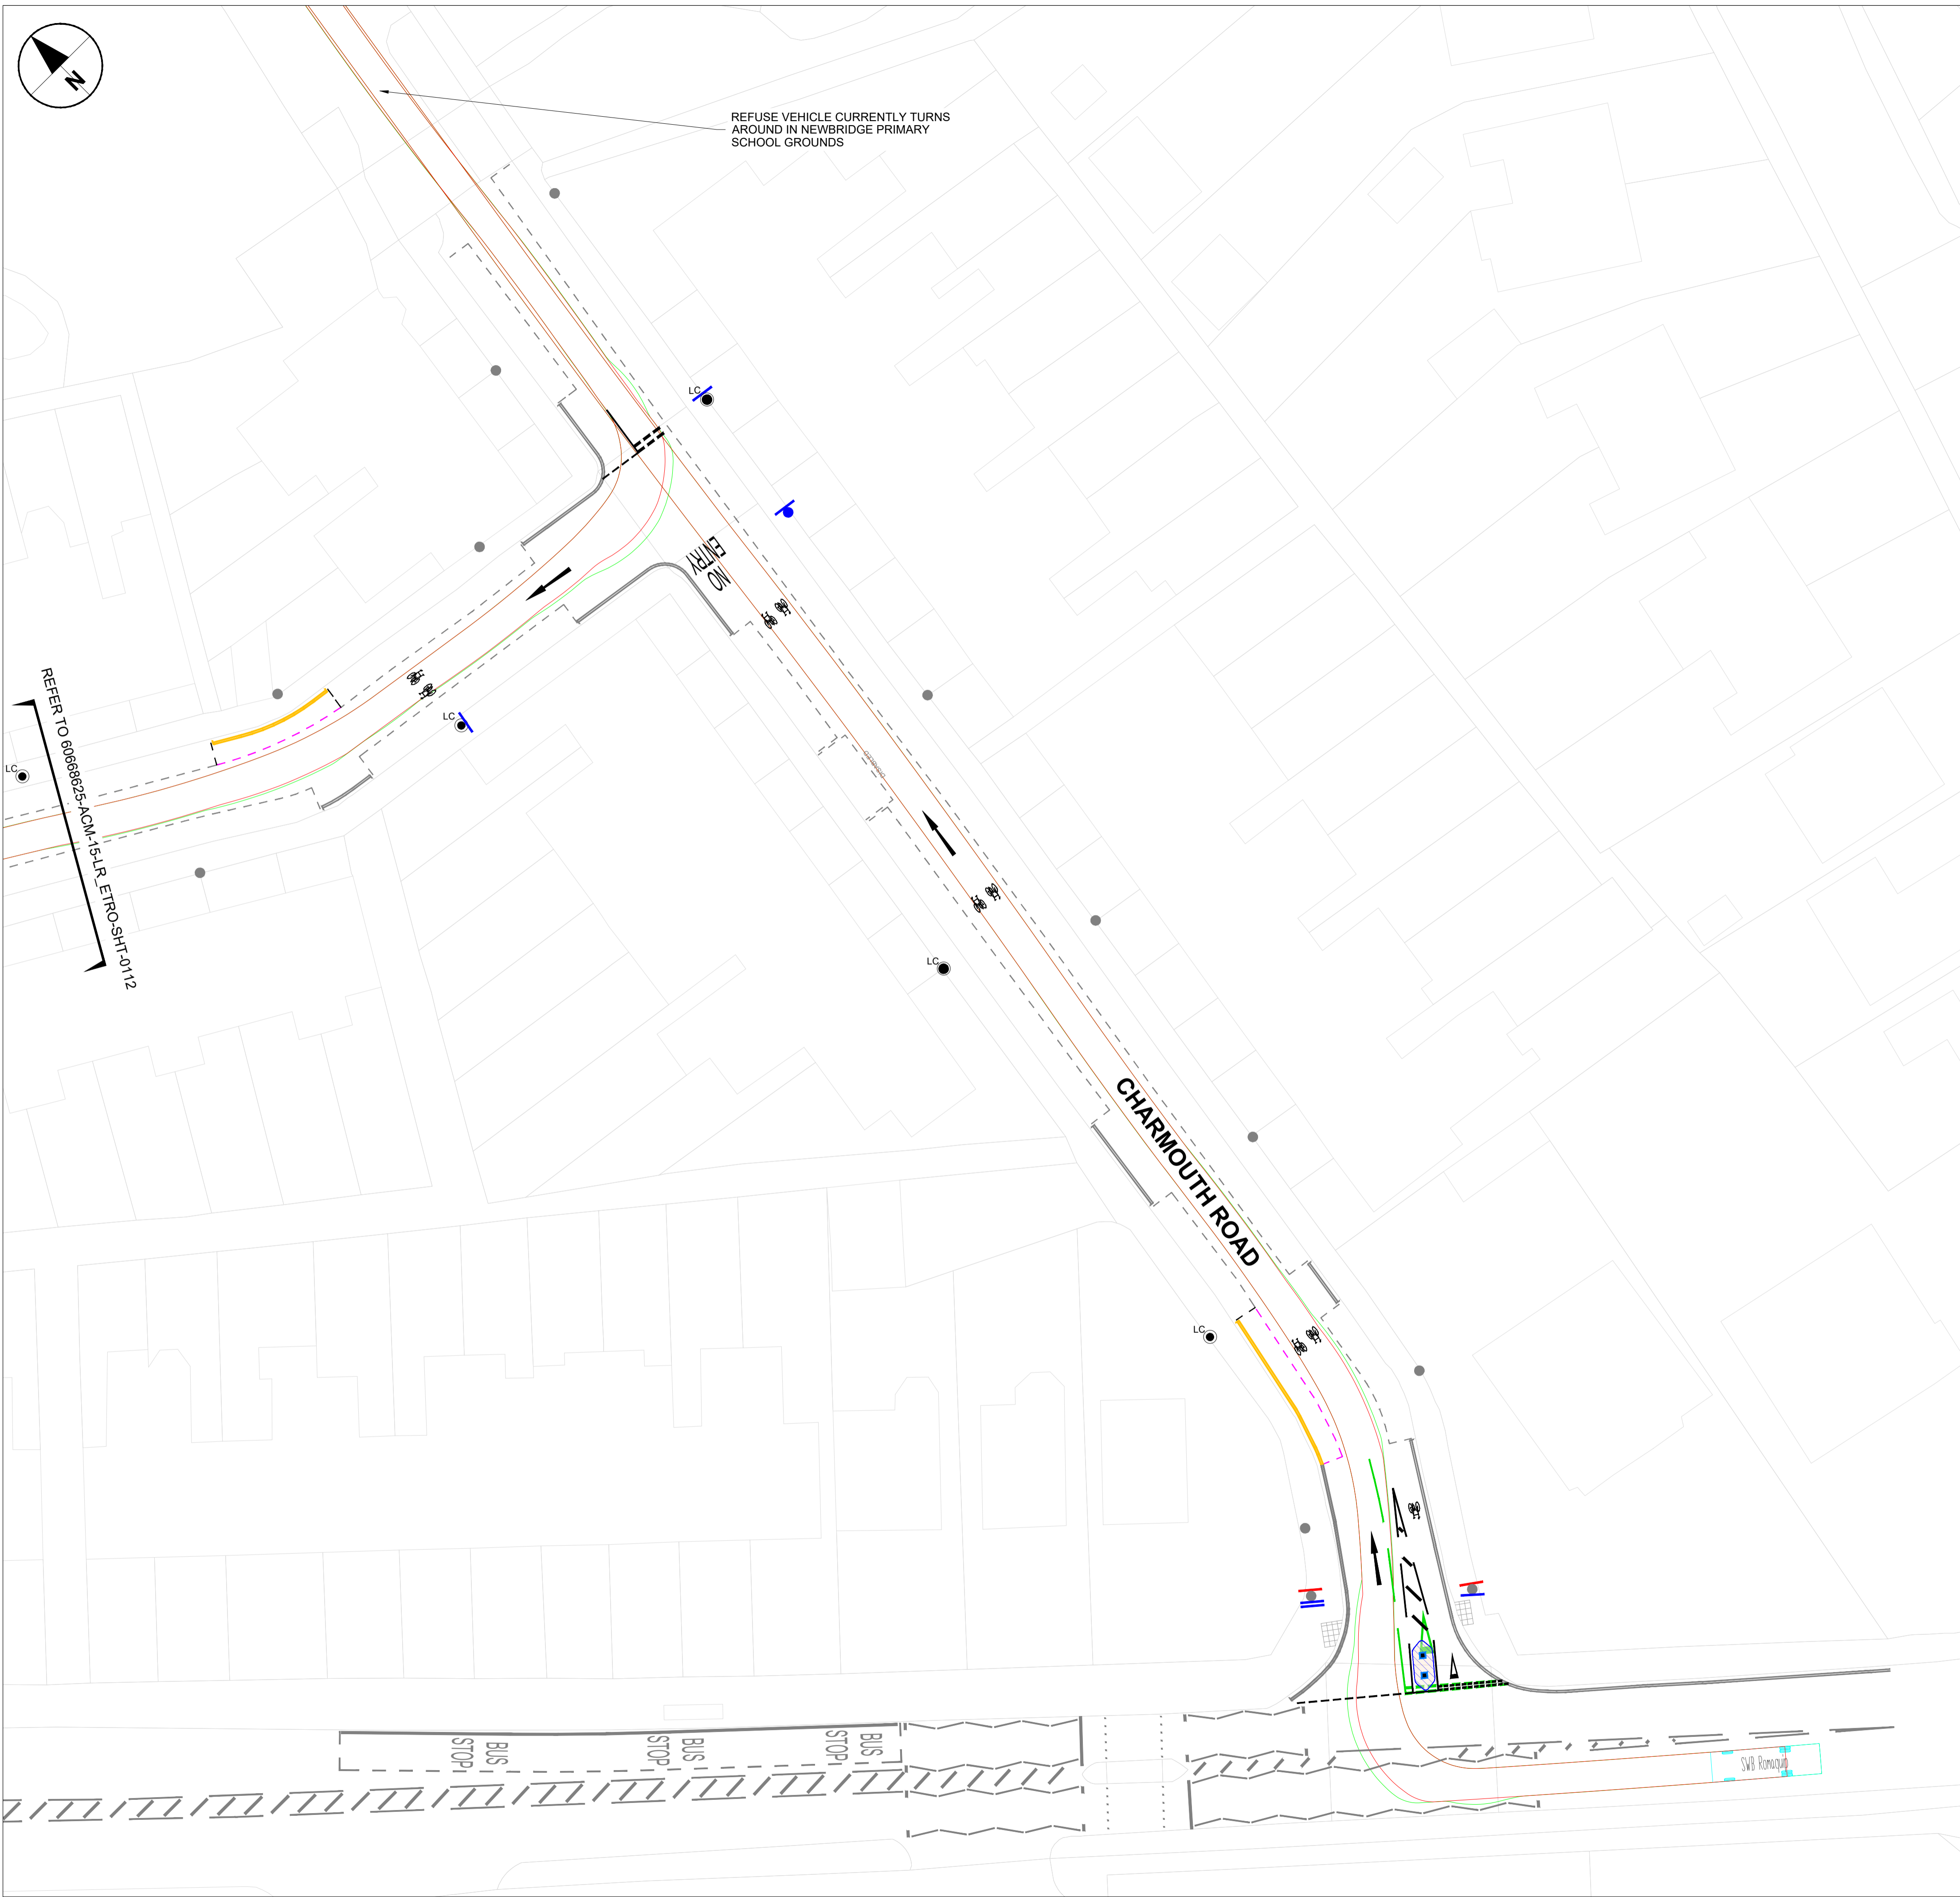 N
REFUSE VEHICLE CURRENTLY TURNS
AROUND IN NEWBRIDGE PRIMARY
SCHOOL GROUNDS
LC
NO
ENTRY
LC
REFER TO 60668625-ACM-15-LR_ETRO-SHT-0112
LC
DISABLED
LC
CHARMOUTH ROAD
LC
BUS
STOP
BUS
STOP
BUS
STOP
SWB Romaquip